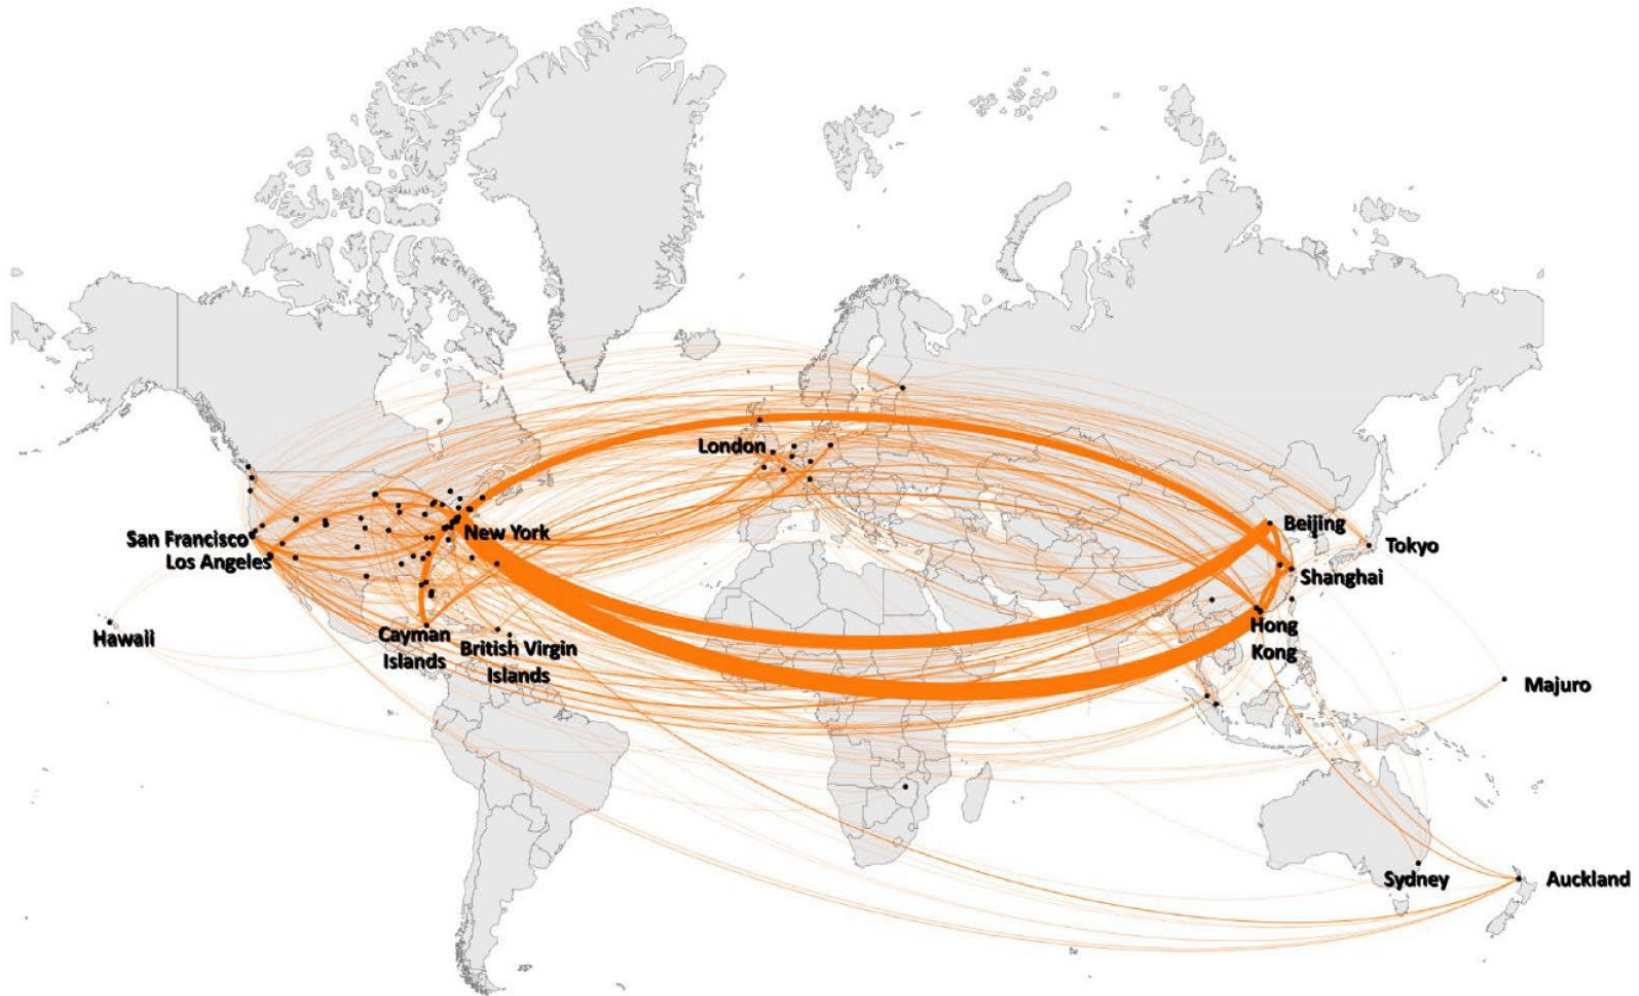 London
New York
San Francisco
Los Angeles
Beijing
Tokyo
Shanghai
Hawaii
Cayman
Islands
British Virgin
Islands
Hong
Kong
Majuro
Sydney
Auckland